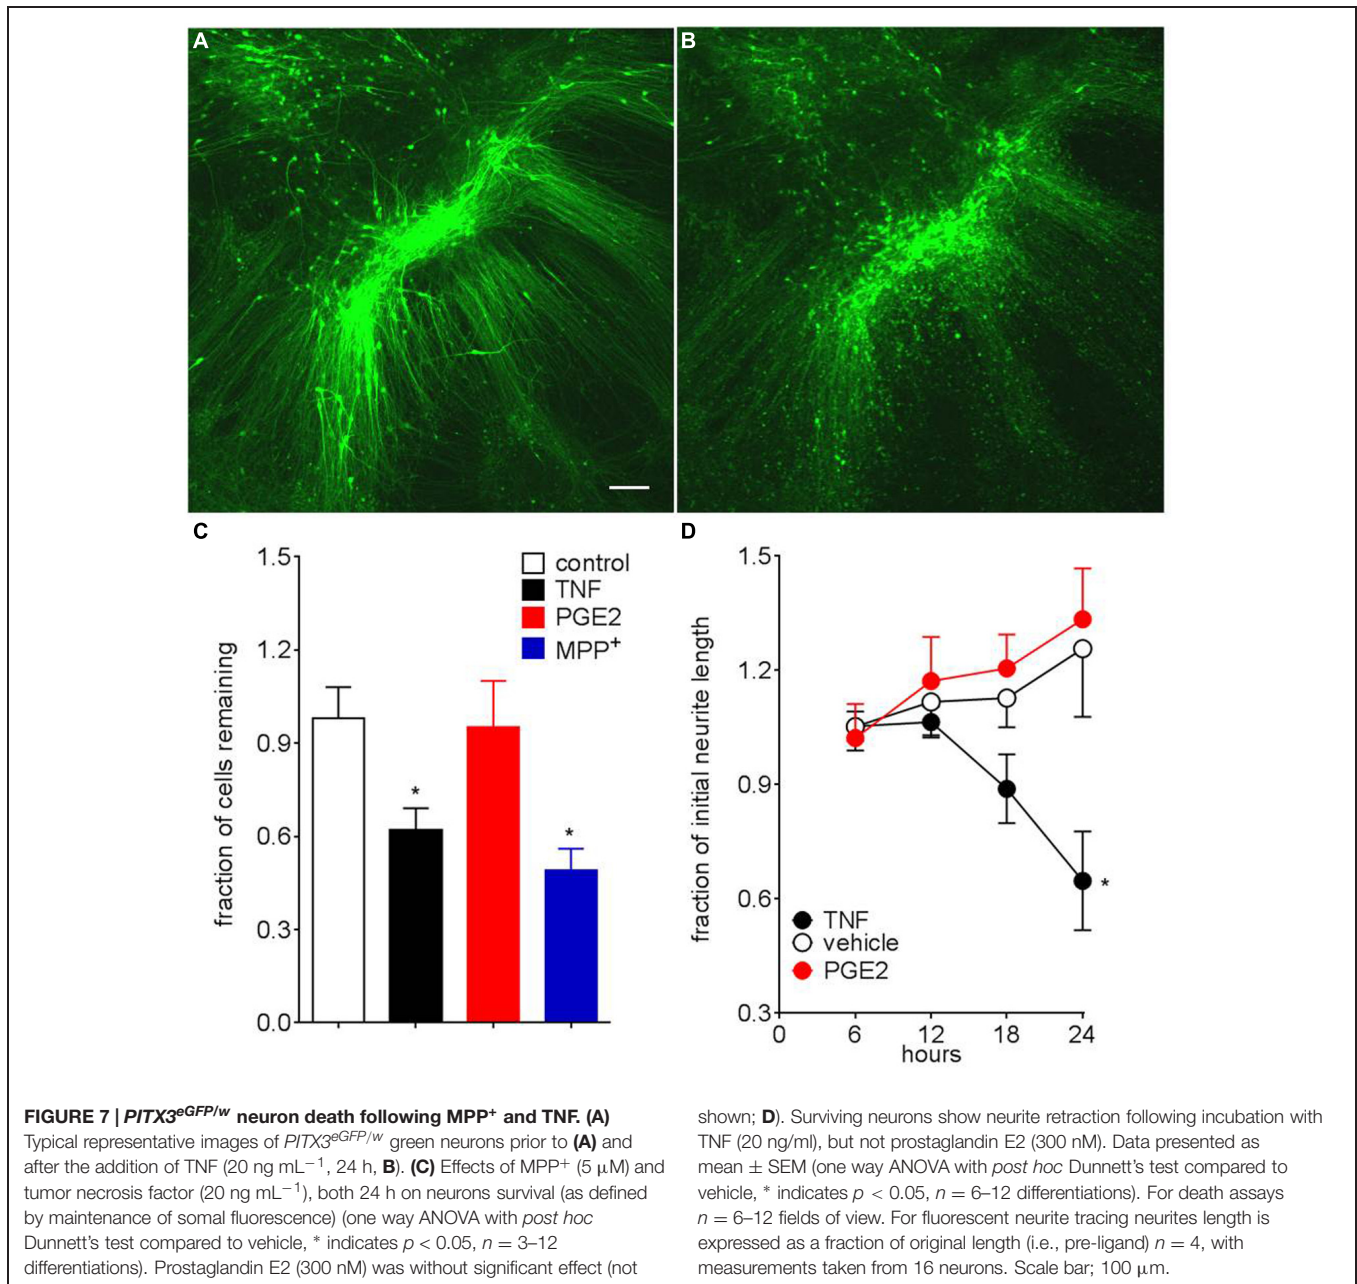 A
B
C
1.5
1.2
0.9
0.6
0.3
0.0
fraction of cells remaining
control
TNF
PGE2
MPP⁺
*
*
D
1.5
1.2
0.9
0.6
0.3
fraction of initial neurite length
TNF
vehicle
PGE2
*
0 6 12 18 24
hours
FIGURE 7 | PITX3eGFP/w neuron death following MPP⁺ and TNF. (A)
Typical representative images of PITX3eGFP/w green neurons prior to (A) and
after the addition of TNF (20 ng mL⁻¹, 24 h, B). (C) Effects of MPP⁺ (5 μM) and
tumor necrosis factor (20 ng mL⁻¹), both 24 h on neurons survival (as defined
by maintenance of somal fluorescence) (one way ANOVA with post hoc
Dunnett's test compared to vehicle, * indicates p < 0.05, n = 3–12
differentiations). Prostaglandin E2 (300 nM) was without significant effect (not
shown; D). Surviving neurons show neurite retraction following incubation with
TNF (20 ng/ml), but not prostaglandin E2 (300 nM). Data presented as
mean ± SEM (one way ANOVA with post hoc Dunnett's test compared to
vehicle, * indicates p < 0.05, n = 6–12 differentiations). For death assays
n = 6–12 fields of view. For fluorescent neurite tracing neurites length is
expressed as a fraction of original length (i.e., pre-ligand) n = 4, with
measurements taken from 16 neurons. Scale bar; 100 μm.